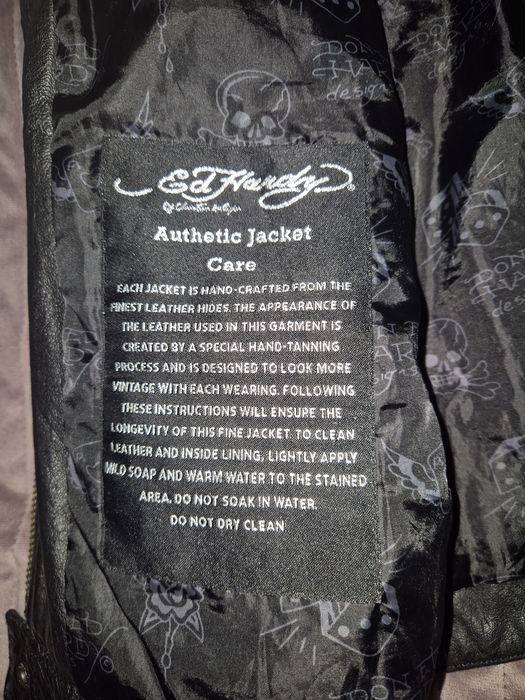 Ed Hardy
By Christian Audigier
Authetic Jacket
Care
EACH JACKET IS HAND-CRAFTED FROM THE
FINEST LEATHER HIDES. THE APPEARANCE OF
THE LEATHER USED IN THIS GARMENT IS
CREATED BY A SPECIAL HAND-TANNING
PROCESS AND IS DESIGNED TO LOOK MORE
VINTAGE WITH EACH WEARING. FOLLOWING
THESE INSTRUCTIONS WILL ENSURE THE
LONGEVITY OF THIS FINE JACKET. TO CLEAN
LEATHER AND INSIDE LINING, LIGHTLY APPLY
MILD SOAP AND WARM WATER TO THE STAINED
AREA. DO NOT SOAK IN WATER.
DO NOT DRY CLEAN
DON
HAR
design